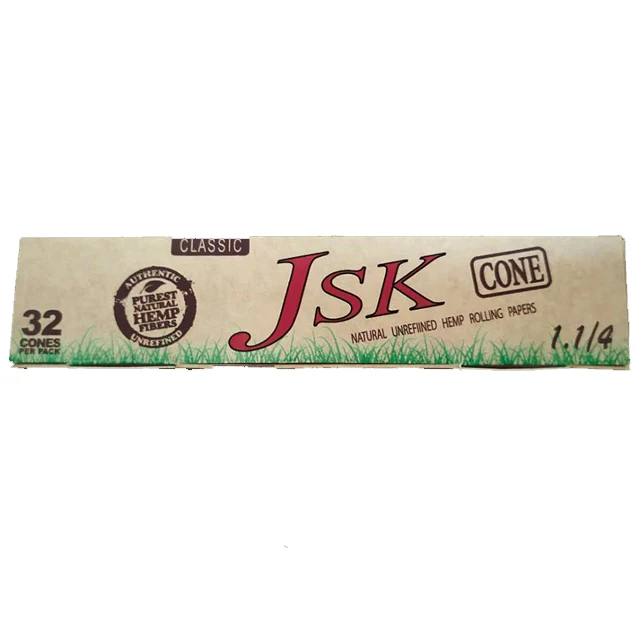 CLASSIC
AUTHENTIC
PUREST
NATURAL
HEMP
FIBERS
UNREFINED
32
CONES
PER PACK
JSK
CONE
NATURAL UNREFIINED HEMP ROLLING PAPERS
1.1/4